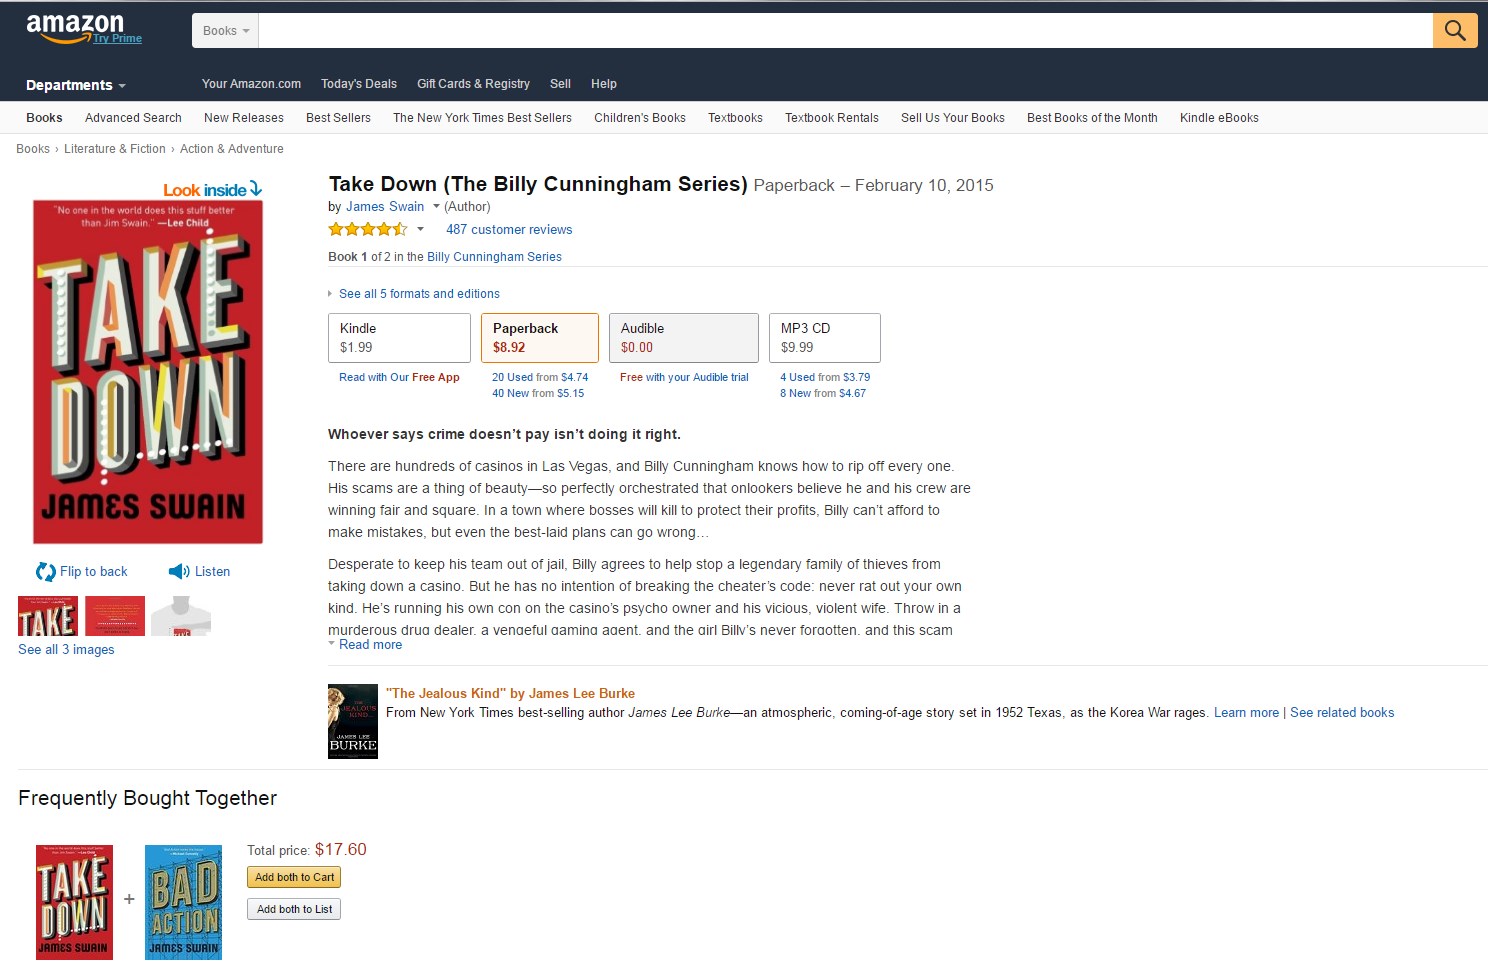 amazon
Try Prime
Books
Departments
Your Amazon.com Today's Deals Gift Cards & Registry Sell Help
Books Advanced Search New Releases Best Sellers The New York Times Best Sellers Children's Books Textbooks Textbook Rentals Sell Us Your Books Best Books of the Month Kindle eBooks
Books › Literature & Fiction › Action & Adventure
Look inside
"No one in the world does this stuff better
than Jim Swain." —Lee Child
TAKE
DOWN
JAMES SWAIN
Flip to back Listen
TAKE
See all 3 images
Take Down (The Billy Cunningham Series) Paperback – February 10, 2015
by James Swain (Author)
487 customer reviews
Book 1 of 2 in the Billy Cunningham Series
See all 5 formats and editions
Kindle
$1.99
Read with Our Free App
Paperback
$8.92
20 Used from $4.74
40 New from $5.15
Audible
$0.00
Free with your Audible trial
MP3 CD
$9.99
4 Used from $3.79
8 New from $4.67
Whoever says crime doesn’t pay isn’t doing it right.
There are hundreds of casinos in Las Vegas, and Billy Cunningham knows how to rip off every one.
His scams are a thing of beauty—so perfectly orchestrated that onlookers believe he and his crew are
winning fair and square. In a town where bosses will kill to protect their profits, Billy can’t afford to
make mistakes, but even the best-laid plans can go wrong…
Desperate to keep his team out of jail, Billy agrees to help stop a legendary family of thieves from
taking down a casino. But he has no intention of breaking the cheater’s code: never rat out your own
kind. He’s running his own con on the casino’s psycho owner and his vicious, violent wife. Throw in a
murderous drug dealer, a vengeful gaming agent, and the girl Billy’s never forgotten, and this scam
Read more
THE
JEALOUS
KIND
JAMES LEE
BURKE
"The Jealous Kind" by James Lee Burke
From New York Times best-selling author James Lee Burke—an atmospheric, coming-of-age story set in 1952 Texas, as the Korea War rages. Learn more | See related books
Frequently Bought Together
TAKE
DOWN
JAMES SWAIN
+
BAD
ACTION
JAMES SWAIN
Total price: $17.60
Add both to Cart
Add both to List